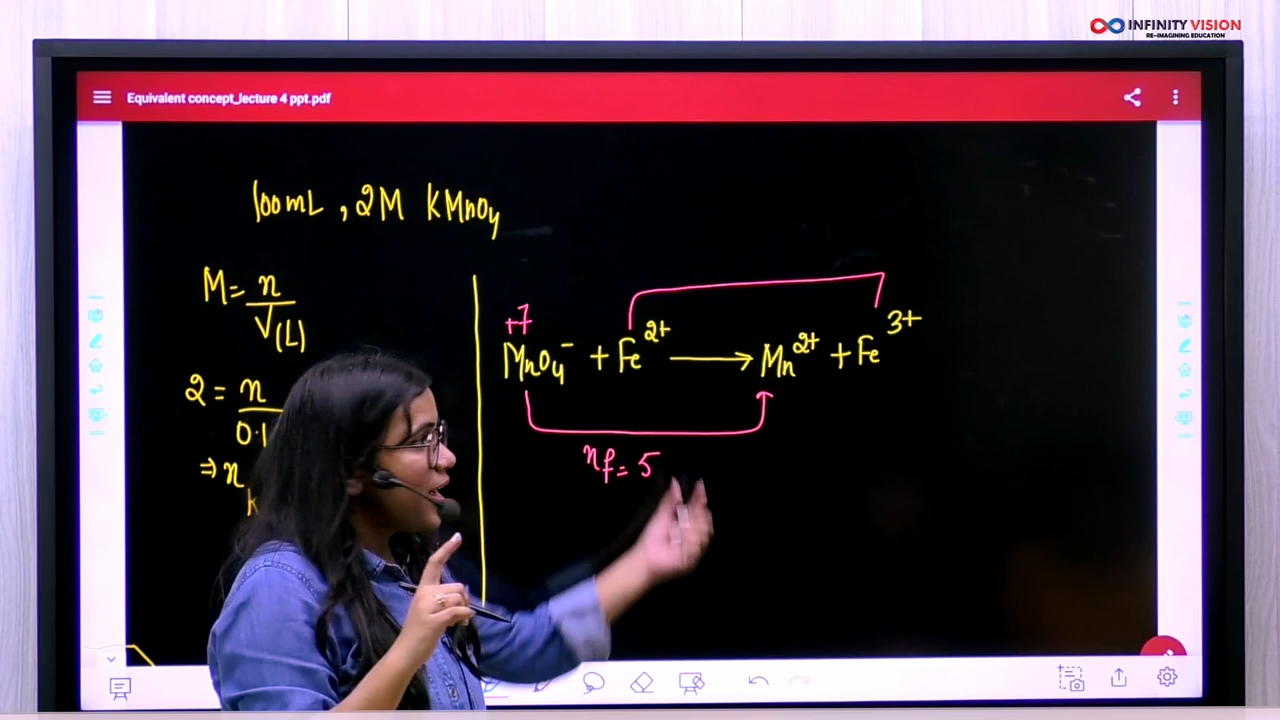 INFINITY VISION
RE-IMAGINING EDUCATION
Equivalent concept_lecture 4 ppt.pdf
100mL, 2M KMnO4
M = n
V(L)
2 = n
0.1
⇒ n
+7
MnO4⁻ + Fe²⁺ → Mn²⁺ + Fe³⁺
nf = 5